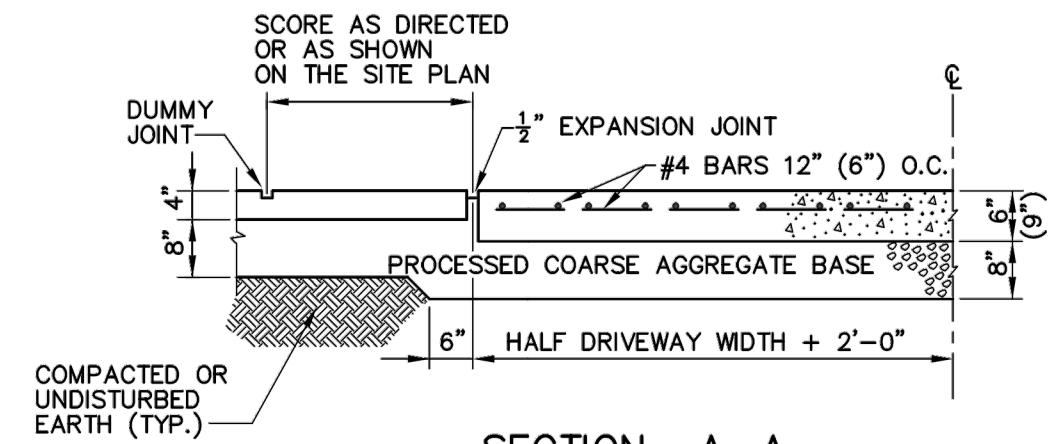 SCORE AS DIRECTED
OR AS SHOWN
ON THE SITE PLAN
℄
DUMMY
JOINT
½" EXPANSION JOINT
#4 BARS 12" (6") O.C.
4"
6"
(9")
8"
PROCESSED COARSE AGGREGATE BASE
8"
6"
HALF DRIVEWAY WIDTH + 2'-0"
COMPACTED OR
UNDISTURBED
EARTH (TYP.)
SECTION A-A